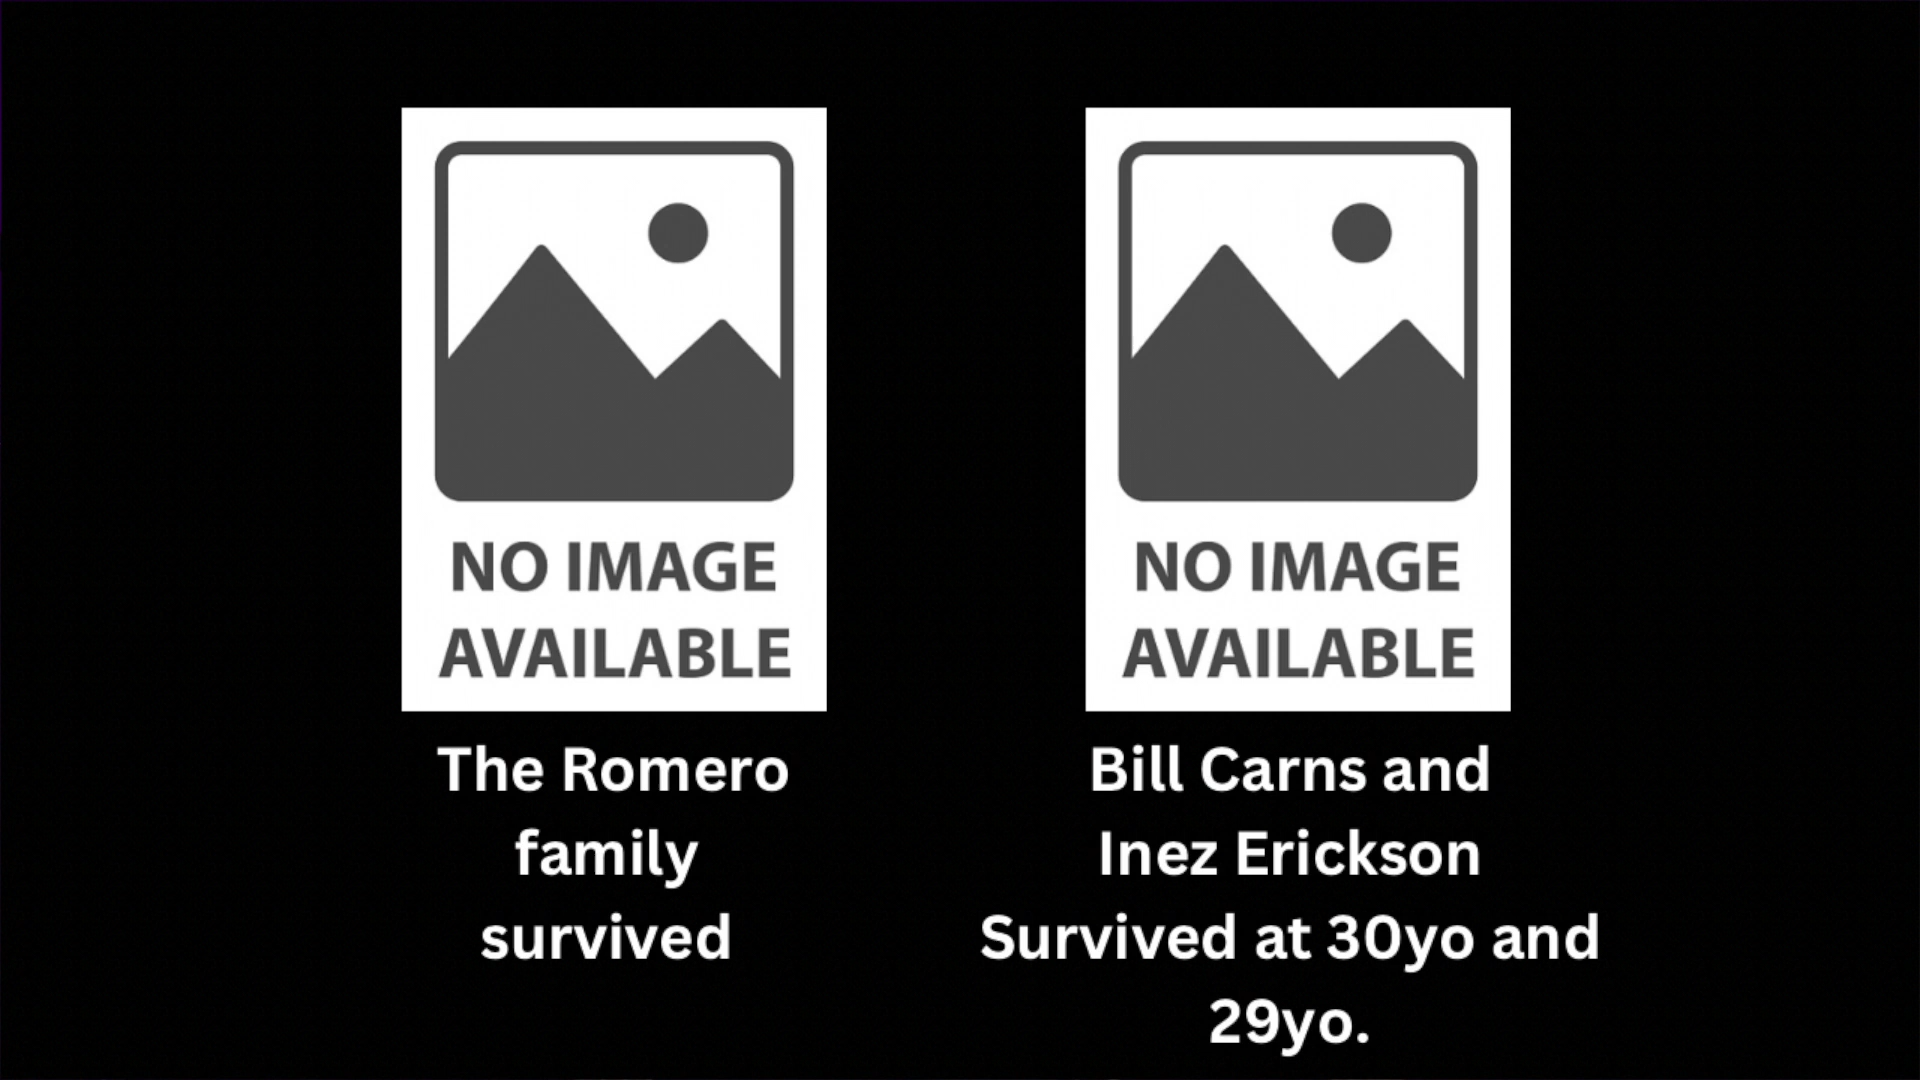 NO IMAGE
AVAILABLE
The Romero
family
survived
NO IMAGE
AVAILABLE
Bill Carns and
Inez Erickson
Survived at 30yo and
29yo.